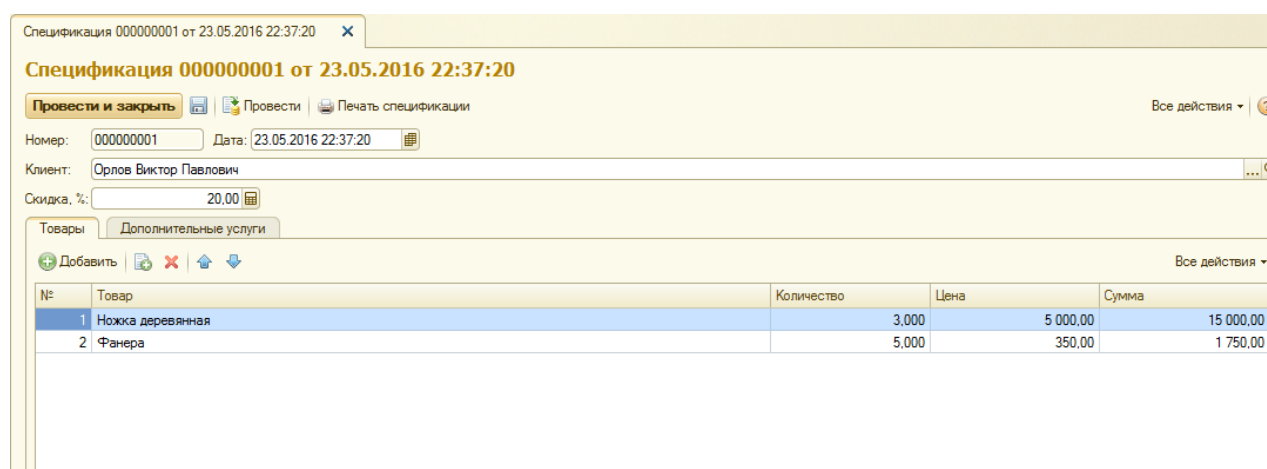 Спецификация 000000001 от 23.05.2016 22:37:20
Спецификация 000000001 от 23.05.2016 22:37:20
Провести и закрыть Провести Печать спецификации Все действия
Номер: 000000001 Дата: 23.05.2016 22:37:20
Клиент: Орлов Виктор Павлович ...
Скидка, %: 20,00
Товары Дополнительные услуги
Добавить Все действия
№ Товар Количество Цена Сумма
1 Ножка деревянная 3,000 5 000,00 15 000,00
2 Фанера 5,000 350,00 1 750,00